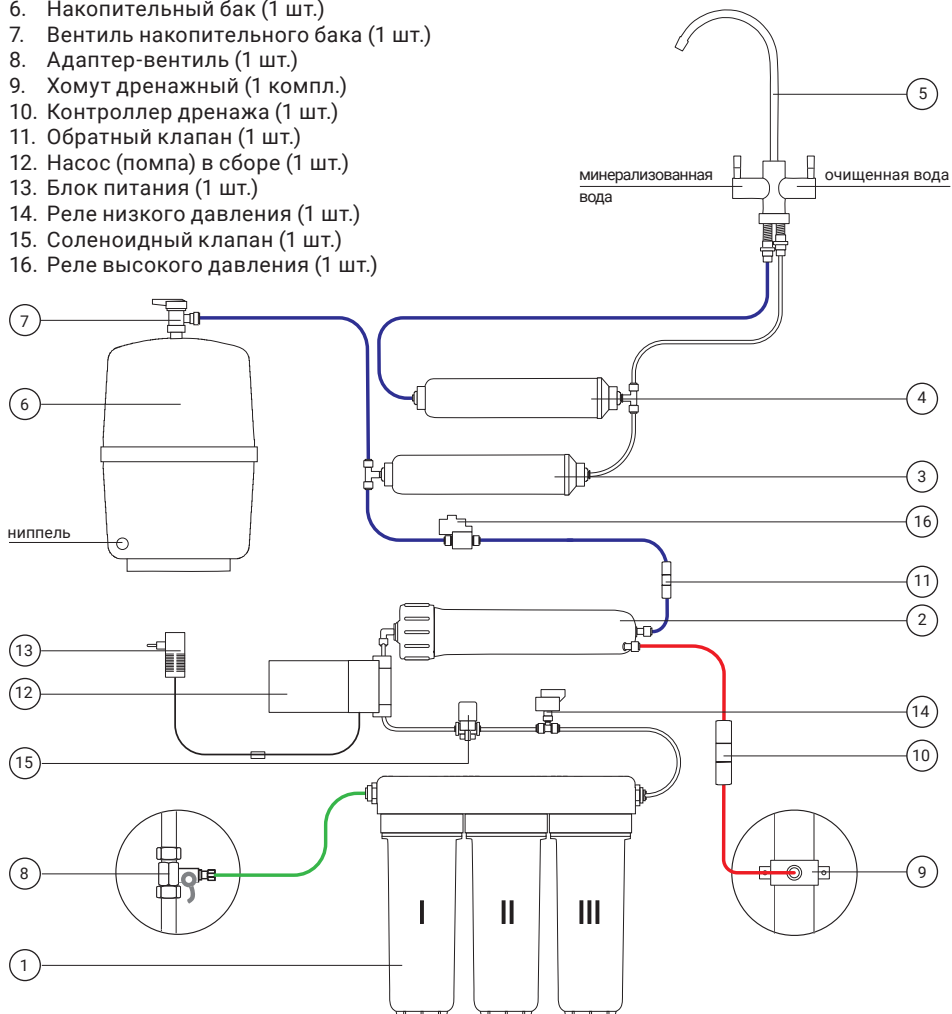 6. Накопительный бак (1 шт.)
7. Вентиль накопительного бака (1 шт.)
8. Адаптер-вентиль (1 шт.)
9. Хомут дренажный (1 компл.)
10. Контроллер дренажа (1 шт.)
11. Обратный клапан (1 шт.)
12. Насос (помпа) в сборе (1 шт.)
13. Блок питания (1 шт.)
14. Реле низкого давления (1 шт.)
15. Соленоидный клапан (1 шт.)
16. Реле высокого давления (1 шт.)
5
минерализованная
вода
очищенная вода
7
6
4
3
ниппель
16
11
2
13
12
14
15
10
8
9
I
II
III
1